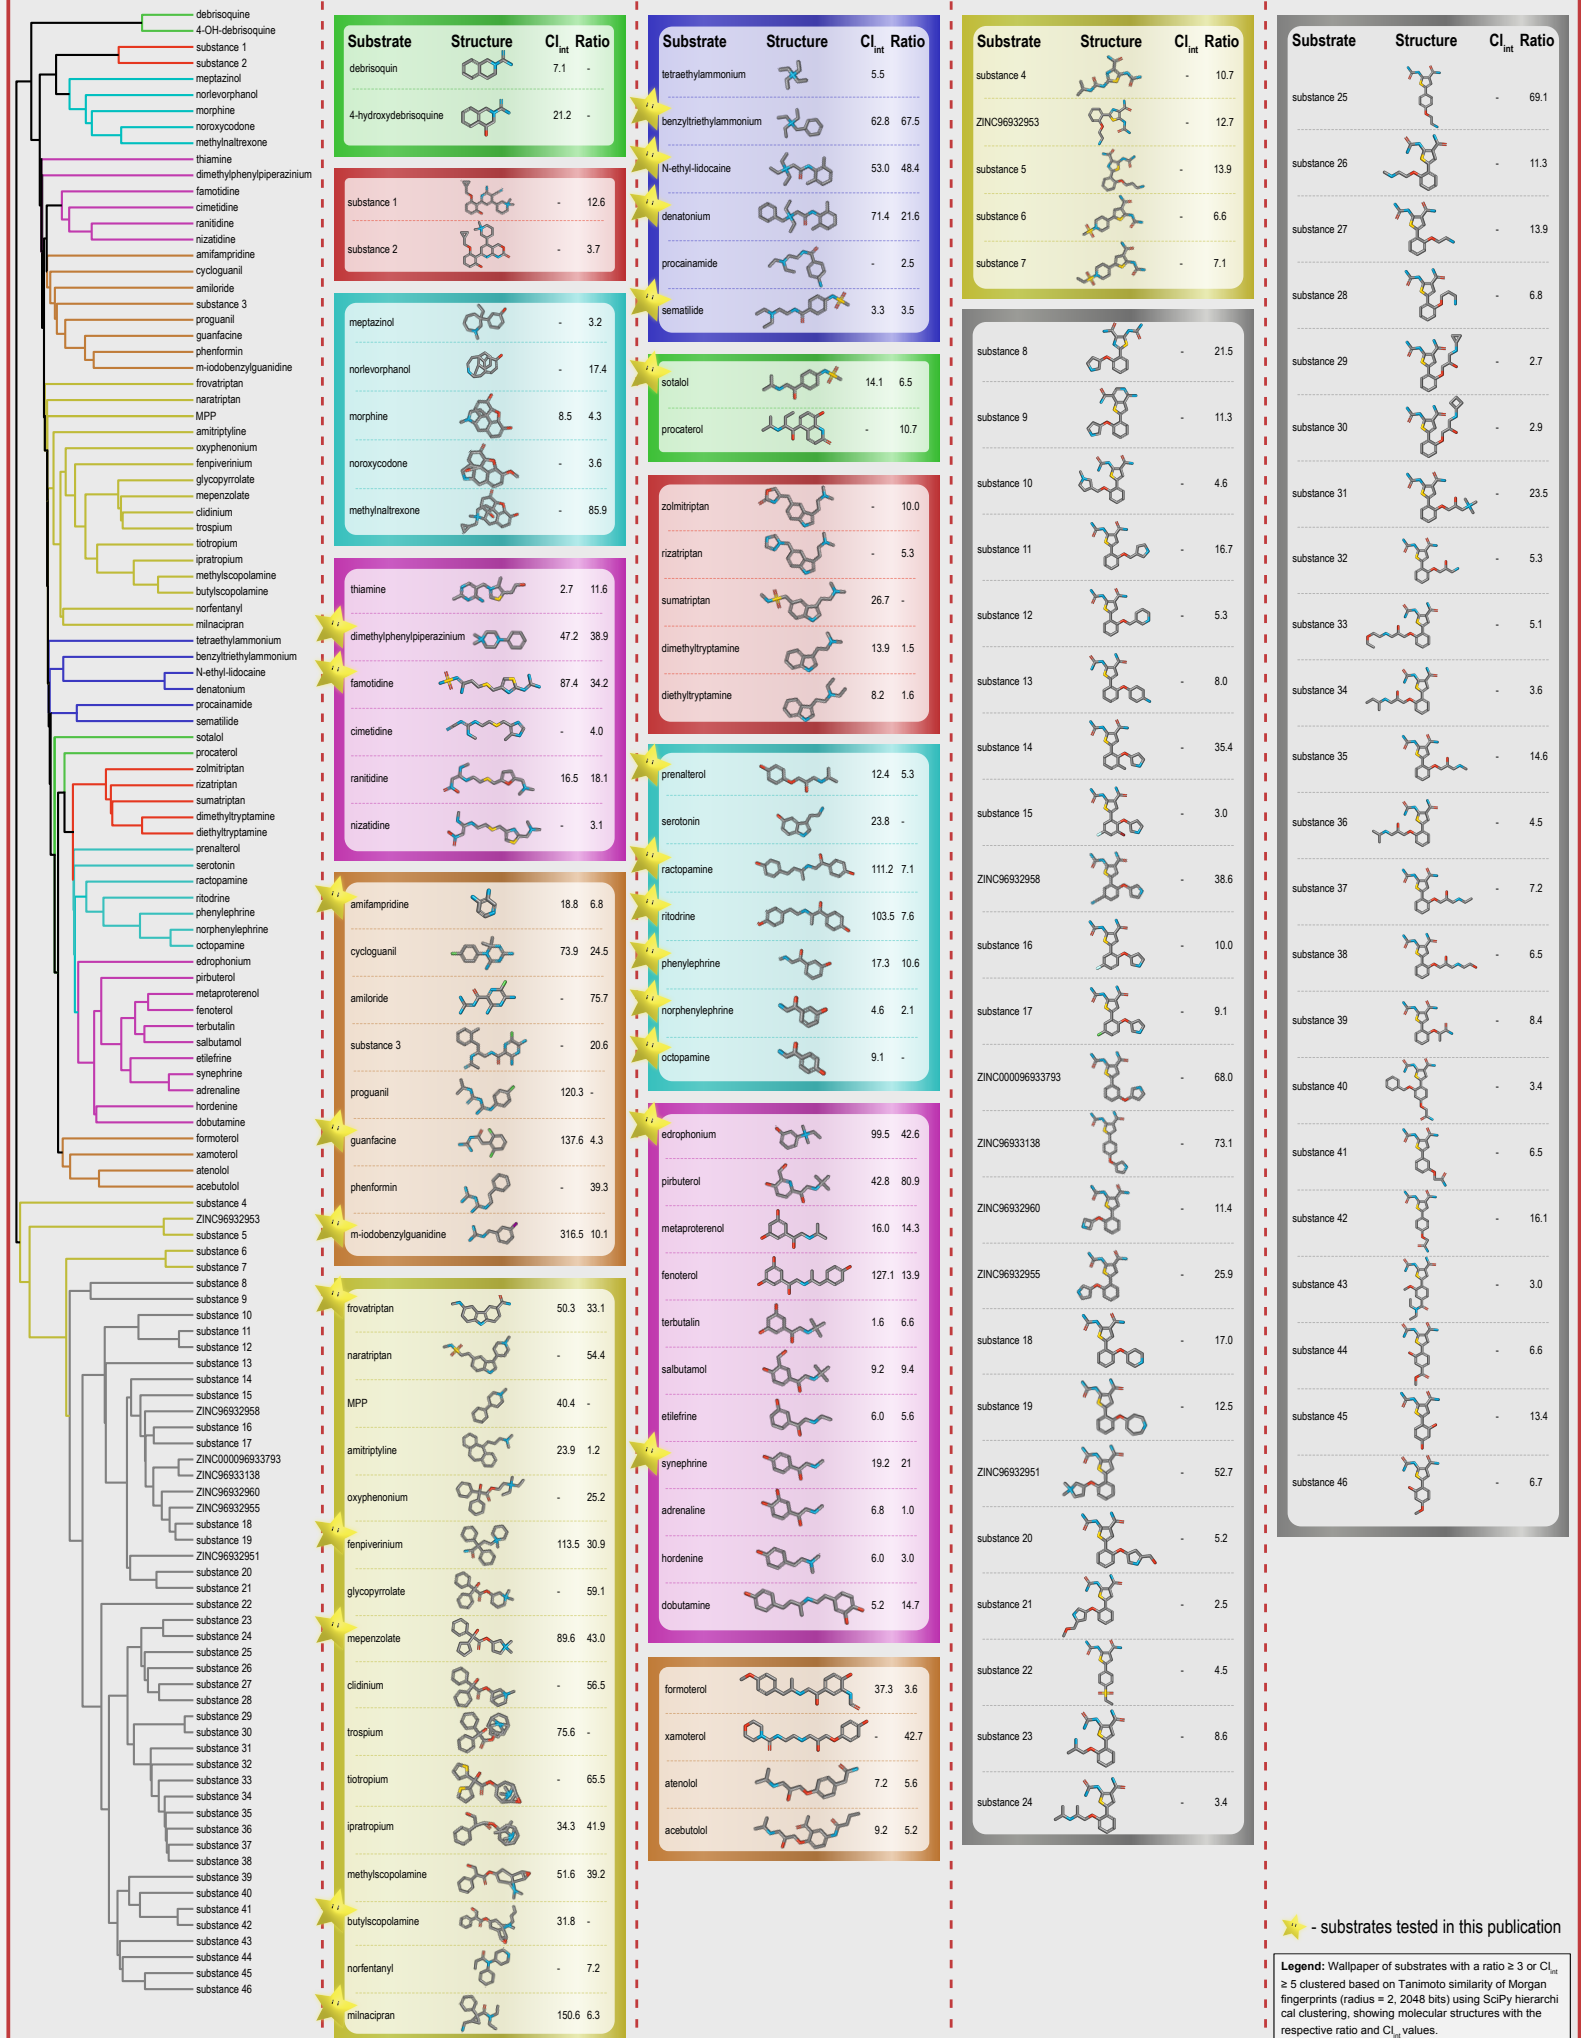 debrisoquine
4-OH-debrisoquine
substance 1
substance 2
meptazinol
norlevorphanol
morphine
noroxycodone
methylnaltrexone
thiamine
dimethylphenylpiperazinium
famotidine
cimetidine
ranitidine
nizatidine
amifampridine
cycloguanil
amiloride
substance 3
proguanil
guanfacine
phenformin
m-iodobenzylguanidine
frovatriptan
naratriptan
MPP
amitriptyline
oxyphenonium
fenpiverinium
glycopyrrolate
mepenzolate
clidinium
trospium
tiotropium
ipratropium
methylscopolamine
butylscopolamine
norfentanyl
milnacipran
tetraethylammonium
benzyltriethylammonium
N-ethyl-lidocaine
denatonium
procainamide
sematilide
sotalol
procaterol
zolmitriptan
rizatriptan
sumatriptan
dimethyltryptamine
diethyltryptamine
prenalterol
serotonin
ractopamine
ritodrine
phenylephrine
norphenylephrine
octopamine
edrophonium
pirbuterol
metaproterenol
fenoterol
terbutalin
salbutamol
etilefrine
synephrine
adrenaline
hordenine
dobutamine
formoterol
xamoterol
atenolol
acebutolol
substance 4
ZINC96932953
substance 5
substance 6
substance 7
substance 8
substance 9
substance 10
substance 11
substance 12
substance 13
substance 14
substance 15
ZINC96932958
substance 16
substance 17
ZINC000096933793
ZINC96933138
ZINC96932960
ZINC96932955
substance 18
substance 19
ZINC96932951
substance 20
substance 21
substance 22
substance 23
substance 24
substance 25
substance 26
substance 27
substance 28
substance 29
substance 30
substance 31
substance 32
substance 33
substance 34
substance 35
substance 36
substance 37
substance 38
substance 39
substance 40
substance 41
substance 42
substance 43
substance 44
substance 45
substance 46
Substrate Structure Cl int Ratio
debrisoquin 7.1 -
4-hydroxydebrisoquine 21.2 -
substance 1 - 12.6
substance 2 - 3.7
meptazinol - 3.2
norlevorphanol - 17.4
morphine 8.5 4.3
noroxycodone - 3.6
methylnaltrexone - 85.9
thiamine 2.7 11.6
dimethylphenylpiperazinium 47.2 38.9
famotidine 87.4 34.2
cimetidine - 4.0
ranitidine 16.5 18.1
nizatidine - 3.1
amifampridine 18.8 6.8
cycloguanil 73.9 24.5
amiloride - 75.7
substance 3 - 20.6
proguanil 120.3 -
guanfacine 137.6 4.3
phenformin - 39.3
m-iodobenzylguanidine 316.5 10.1
frovatriptan 50.3 33.1
naratriptan - 54.4
MPP 40.4 -
amitriptyline 23.9 1.2
oxyphenonium - 25.2
fenpiverinium 113.5 30.9
glycopyrrolate - 59.1
mepenzolate 89.6 43.0
clidinium - 56.5
trospium 75.6 -
tiotropium - 65.5
ipratropium 34.3 41.9
methylscopolamine 51.6 39.2
butylscopolamine 31.8 -
norfentanyl - 7.2
milnacipran 150.6 6.3
Substrate Structure Cl int Ratio
tetraethylammonium 5.5
benzyltriethylammonium 62.8 67.5
N-ethyl-lidocaine 53.0 48.4
denatonium 71.4 21.6
procainamide - 2.5
sematilide 3.3 3.5
sotalol 14.1 6.5
procaterol - 10.7
zolmitriptan - 10.0
rizatriptan - 5.3
sumatriptan 26.7 -
dimethyltryptamine 13.9 1.5
diethyltryptamine 8.2 1.6
prenalterol 12.4 5.3
serotonin 23.8 -
ractopamine 111.2 7.1
ritodrine 103.5 7.6
phenylephrine 17.3 10.6
norphenylephrine 4.6 2.1
octopamine 9.1 -
edrophonium 99.5 42.6
pirbuterol 42.8 80.9
metaproterenol 16.0 14.3
fenoterol 127.1 13.9
terbutalin 1.6 6.6
salbutamol 9.2 9.4
etilefrine 6.0 5.6
synephrine 19.2 21
adrenaline 6.8 1.0
hordenine 6.0 3.0
dobutamine 5.2 14.7
formoterol 37.3 3.6
xamoterol - 42.7
atenolol 7.2 5.6
acebutolol 9.2 5.2
Substrate Structure Cl int Ratio
substance 4 - 10.7
ZINC96932953 - 12.7
substance 5 - 13.9
substance 6 - 6.6
substance 7 - 7.1
substance 8 - 21.5
substance 9 - 11.3
substance 10 - 4.6
substance 11 - 16.7
substance 12 - 5.3
substance 13 - 8.0
substance 14 - 35.4
substance 15 - 3.0
ZINC96932958 - 38.6
substance 16 - 10.0
substance 17 - 9.1
ZINC000096933793 - 68.0
ZINC96933138 - 73.1
ZINC96932960 - 11.4
ZINC96932955 - 25.9
substance 18 - 17.0
substance 19 - 12.5
ZINC96932951 - 52.7
substance 20 - 5.2
substance 21 - 2.5
substance 22 - 4.5
substance 23 - 8.6
substance 24 - 3.4
Substrate Structure Cl int Ratio
substance 25 - 69.1
substance 26 - 11.3
substance 27 - 13.9
substance 28 - 6.8
substance 29 - 2.7
substance 30 - 2.9
substance 31 - 23.5
substance 32 - 5.3
substance 33 - 5.1
substance 34 - 3.6
substance 35 - 14.6
substance 36 - 4.5
substance 37 - 7.2
substance 38 - 6.5
substance 39 - 8.4
substance 40 - 3.4
substance 41 - 6.5
substance 42 - 16.1
substance 43 - 3.0
substance 44 - 6.6
substance 45 - 13.4
substance 46 - 6.7
- substrates tested in this publication
Legend: Wallpaper of substrates with a ratio ≥ 3 or Cl int
≥ 5 clustered based on Tanimoto similarity of Morgan
fingerprints (radius = 2, 2048 bits) using SciPy hierarchi
cal clustering, showing molecular structures with the
respective ratio and Cl int values.